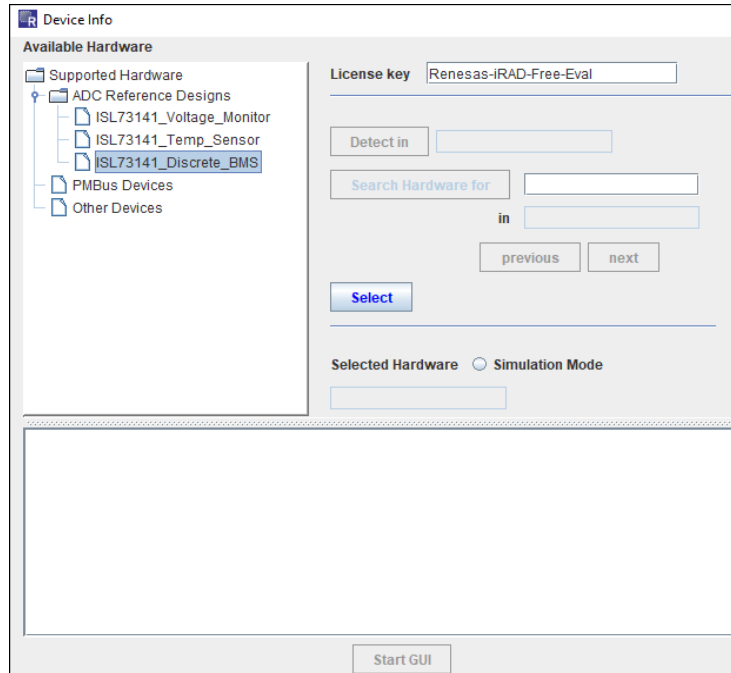 Device Info
Available Hardware
Supported Hardware
ADC Reference Designs
ISL73141_Voltage_Monitor
ISL73141_Temp_Sensor
ISL73141_Discrete_BMS
PMBus Devices
Other Devices
License key Renesas-iRAD-Free-Eval
Detect in
Search Hardware for
in
previous next
Select
Selected Hardware Simulation Mode
Start GUI